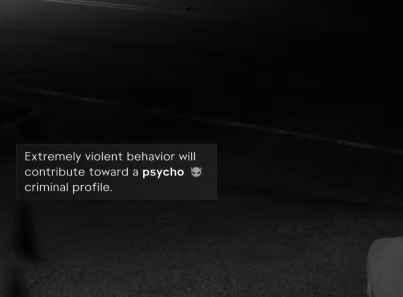 Extremely violent behavior will
contribute toward a psycho
criminal profile.